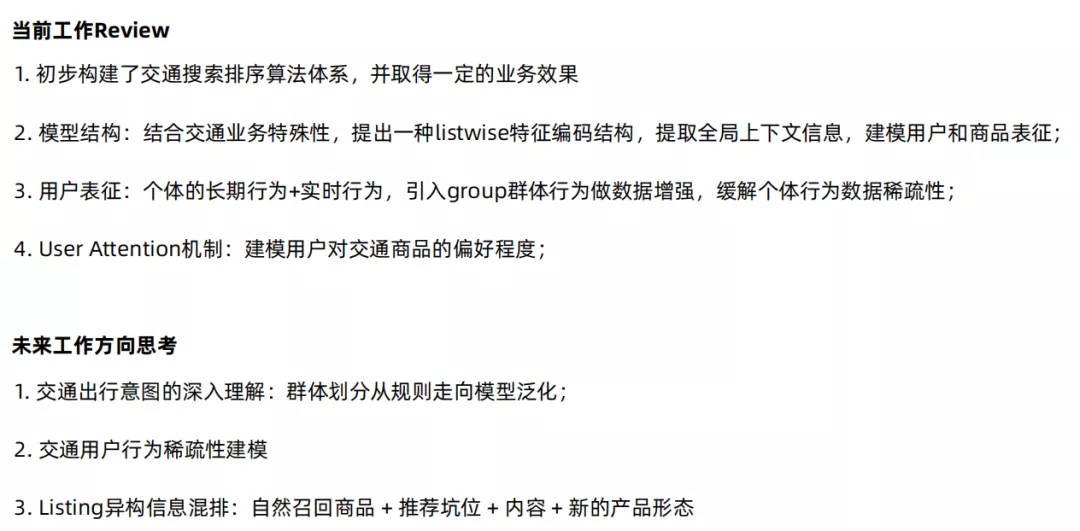 当前工作Review
1. 初步构建了交通搜索排序算法体系，并取得一定的业务效果
2. 模型结构：结合交通业务特殊性，提出一种listwise特征编码结构，提取全局上下文信息，建模用户和商品表征；
3. 用户表征：个体的长期行为+实时行为，引入group群体行为做数据增强，缓解个体行为数据稀疏性；
4. User Attention机制：建模用户对交通商品的偏好程度；
未来工作方向思考
1. 交通出行意图的深入理解：群体划分从规则走向模型泛化；
2. 交通用户行为稀疏性建模
3. Listing异构信息混排：自然召回商品 + 推荐坑位 + 内容 + 新的产品形态